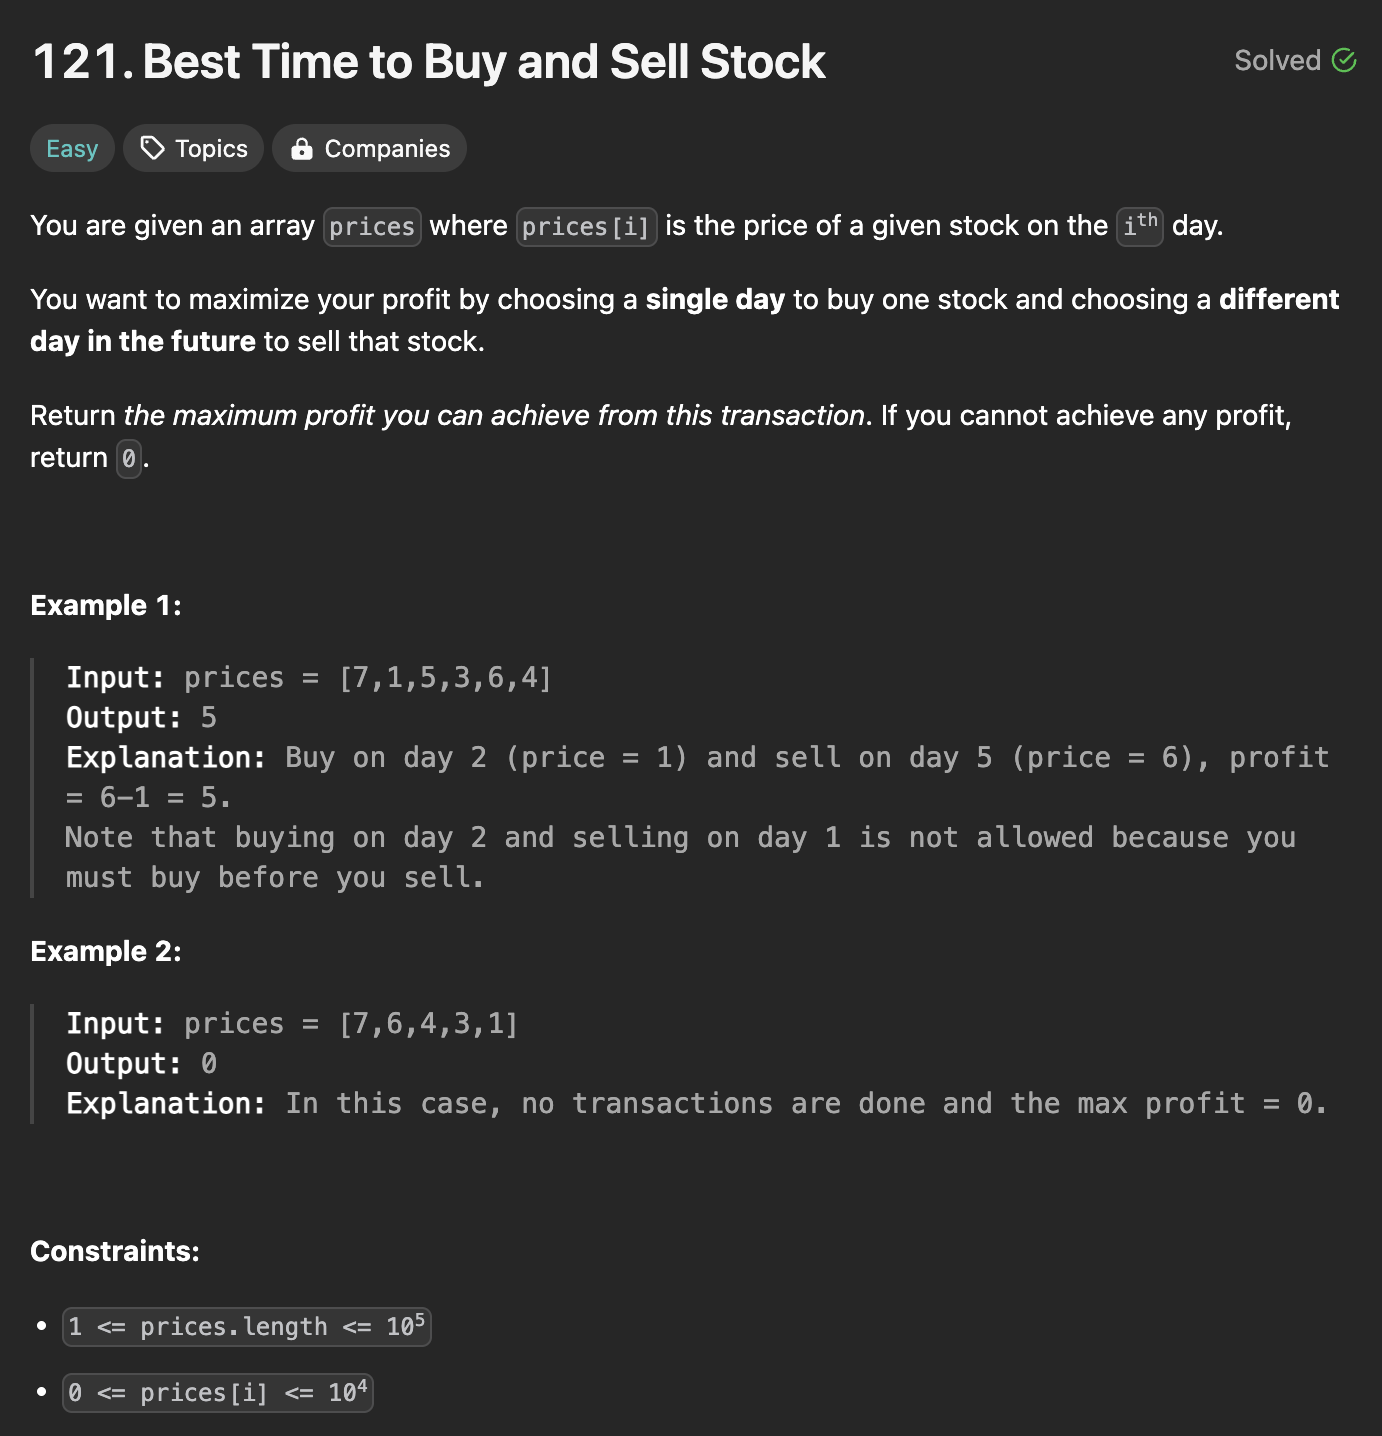 121. Best Time to Buy and Sell Stock
Solved
Easy
Topics
Companies
You are given an array prices where prices[i] is the price of a given stock on the ith day.
You want to maximize your profit by choosing a single day to buy one stock and choosing a different
day in the future to sell that stock.
Return the maximum profit you can achieve from this transaction. If you cannot achieve any profit,
return 0.
Example 1:
Input: prices = [7,1,5,3,6,4]
Output: 5
Explanation: Buy on day 2 (price = 1) and sell on day 5 (price = 6), profit
= 6-1 = 5.
Note that buying on day 2 and selling on day 1 is not allowed because you
must buy before you sell.
Example 2:
Input: prices = [7,6,4,3,1]
Output: 0
Explanation: In this case, no transactions are done and the max profit = 0.
Constraints:
• 1 <= prices.length <= 10⁵
• 0 <= prices[i] <= 10⁴